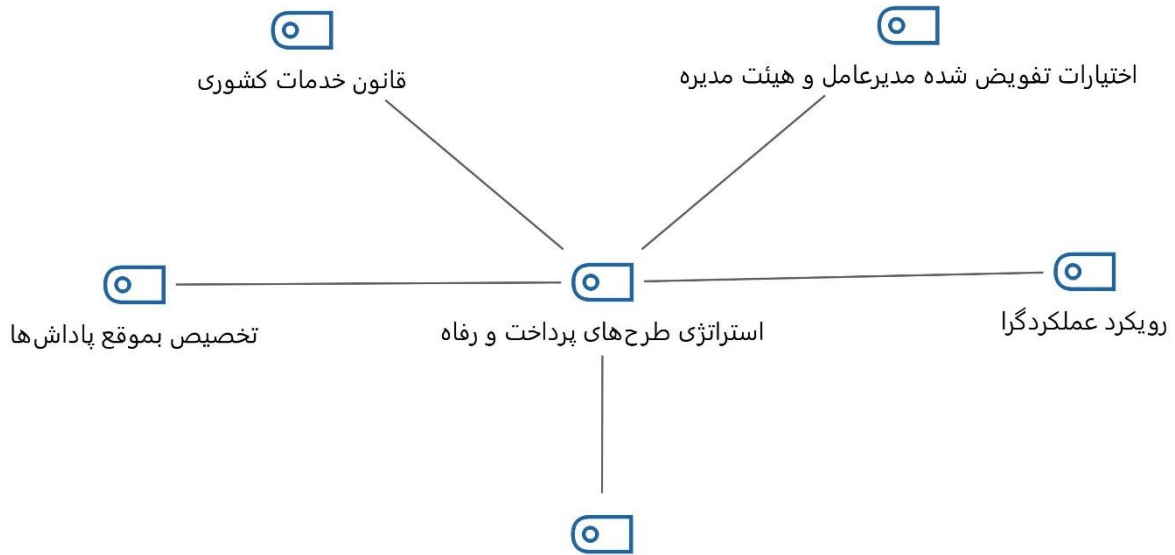 قانون خدمات کشوری
اختیارات تفویض شده مدیرعامل و هیئت مدیره
تخصیص بموقع پاداش‌ها
استراتژی طرح‌های پرداخت و رفاه
رویکرد عملکردگرا